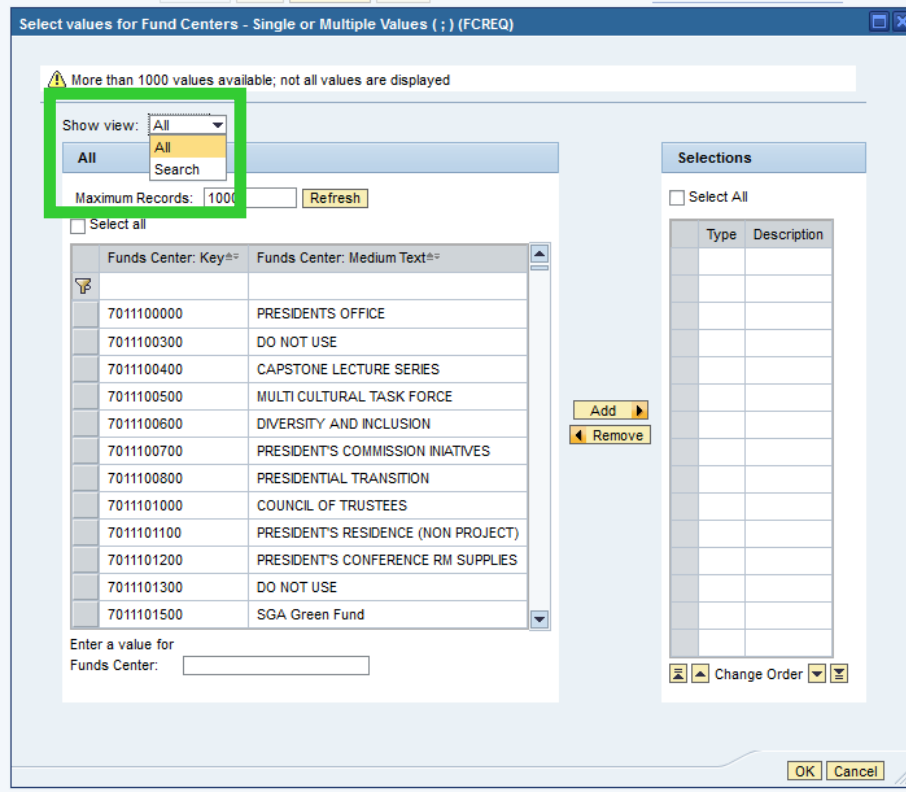 Select values for Fund Centers - Single or Multiple Values ( ; ) (FCREQ)
More than 1000 values available; not all values are displayed
Show view: All
All
Search
All
Maximum Records: 1000 Refresh
Select all
Funds Center: Key Funds Center: Medium Text
7011100000 PRESIDENTS OFFICE
7011100300 DO NOT USE
7011100400 CAPSTONE LECTURE SERIES
7011100500 MULTI CULTURAL TASK FORCE
7011100600 DIVERSITY AND INCLUSION
7011100700 PRESIDENT'S COMMISSION INIATIVES
7011100800 PRESIDENTIAL TRANSITION
7011101000 COUNCIL OF TRUSTEES
7011101100 PRESIDENT'S RESIDENCE (NON PROJECT)
7011101200 PRESIDENT'S CONFERENCE RM SUPPLIES
7011101300 DO NOT USE
7011101500 SGA Green Fund
Enter a value for
Funds Center:
Add
Remove
Selections
Select All
Type Description
Change Order
OK Cancel